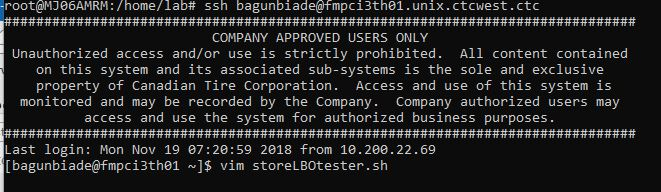 root@MJ06AMRM:/home/lab# ssh bagunbiade@fmpci3th01.unix.ctcwest.ctc
###############################################################################
COMPANY APPROVED USERS ONLY
Unauthorized access and/or use is strictly prohibited.  All content contained
on this system and its associated sub-systems is the sole and exclusive
property of Canadian Tire Corporation.  Access and use of this system is
monitored and may be recorded by the Company.  Company authorized users may
access and use the system for authorized business purposes.
###############################################################################
Last login: Mon Nov 19 07:20:59 2018 from 10.200.22.69
[bagunbiade@fmpci3th01 ~]$ vim storeLBOtester.sh